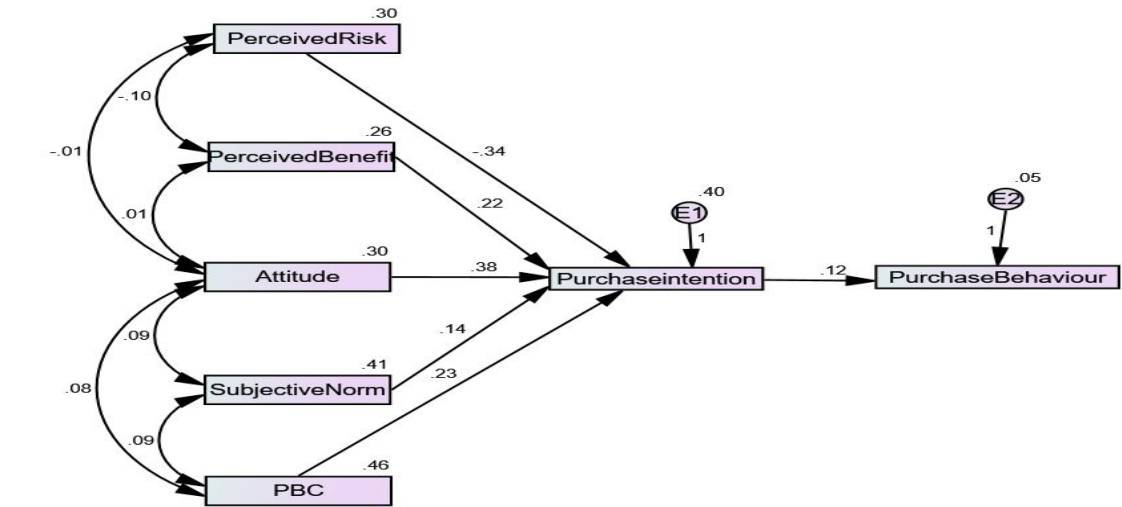 .30
PerceivedRisk
-.10
-.01
.26
PerceivedBenefit
-.34
.01
.22
.40
E1
1
.05
E2
1
.30
Attitude
.38
Purchaseintention
.12
PurchaseBehaviour
.09
.14
.41
SubjectiveNorm
.08
.23
.09
.46
PBC